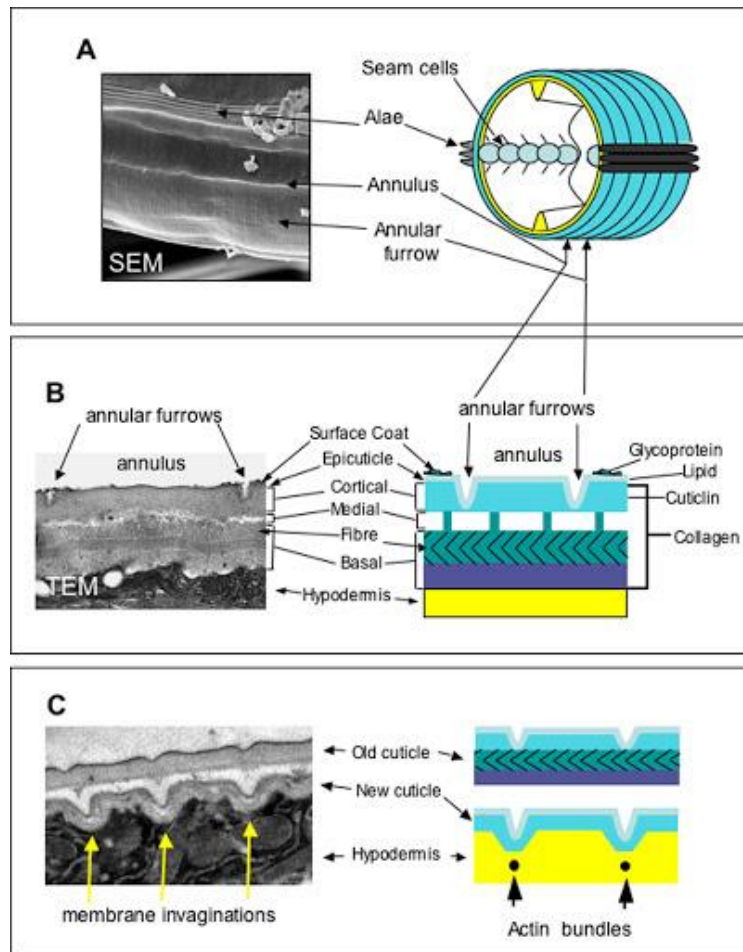 A
Seam cells
Alae
Annulus
Annular
furrow
SEM
B
annular furrows
annulus
TEM
Surface Coat
Epicuticle
Cortical
Medial
Fibre
Basal
Hypodermis
annular furrows
annulus
Glycoprotein
Lipid
Cuticlin
Collagen
C
Old cuticle
New cuticle
Hypodermis
membrane invaginations
Actin bundles